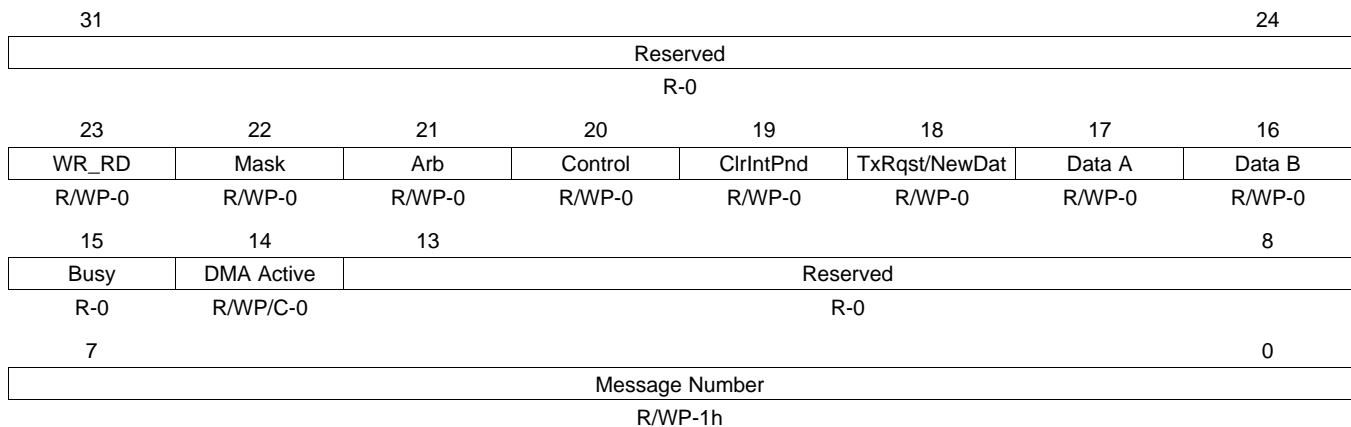 31 24
Reserved
R-0
23 22 21 20 19 18 17 16
WR_RD Mask Arb Control ClrIntPnd TxRqst/NewDat Data A Data B
R/WP-0 R/WP-0 R/WP-0 R/WP-0 R/WP-0 R/WP-0 R/WP-0 R/WP-0
15 14 13 8
Busy DMA Active Reserved
R-0 R/WP/C-0 R-0
7 0
Message Number
R/WP-1h